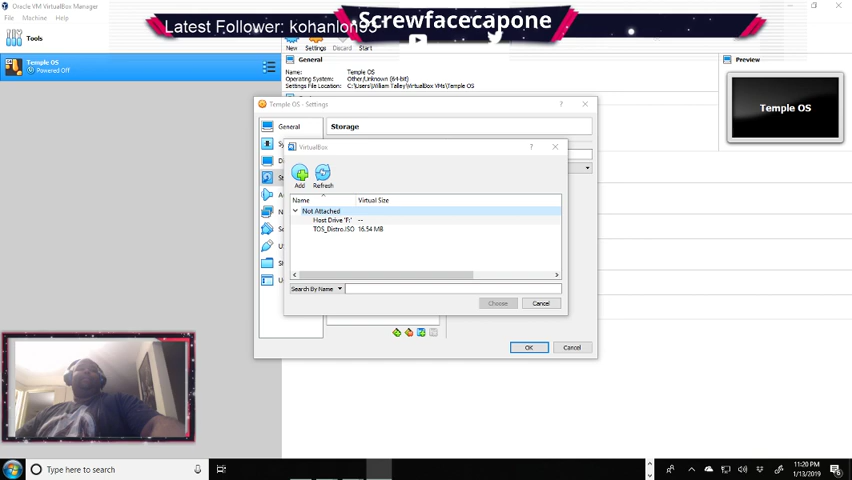 Oracle VM VirtualBox Manager
File Machine Help
Latest Follower: kohanlon93
Screwfacecapone
Tools
New Settings Discard Start
Temple OS
Powered Off
General
Name: Temple OS
Operating System: Other/Unknown (64-bit)
Settings File Location: C:\Users\William Talley\VirtualBox VMs\Temple OS
Preview
Temple OS
Temple OS - Settings
General
Storage
VirtualBox
Add Refresh
Name Virtual Size
Not Attached
Host Drive 'F:' --
TOS_Distro.ISO 16.54 MB
Search By Name
Choose Cancel
OK Cancel
Type here to search
11:20 PM
1/13/2019